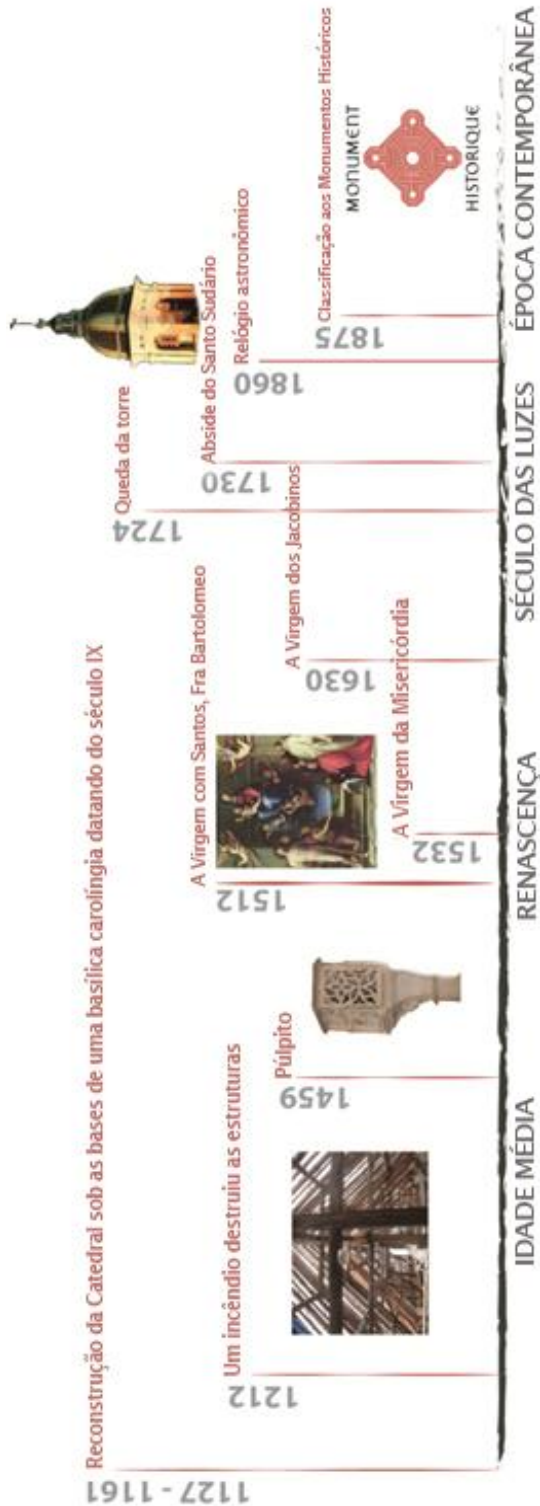 1127 - 1161
Reconstrução da Catedral sob as bases de uma basílica carolíngia datando do século IX
1212
Um incêndio destruiu as estruturas
1459
Púlpito
1512
A Virgem com Santos, Fra Bartolomeo
1532
A Virgem da Misericórdia
1630
A Virgem dos Jacobinos
1724
Queda da torre
1730
Abside do Santo Sudário
1860
Relógio astronómico
1875
Classificação aos Monumentos Históricos
MONUMENT
HISTORIQUE
IDADE MÉDIA
RENASCENÇA
SÉCULO DAS LUZES
ÉPOCA CONTEMPORÂNEA